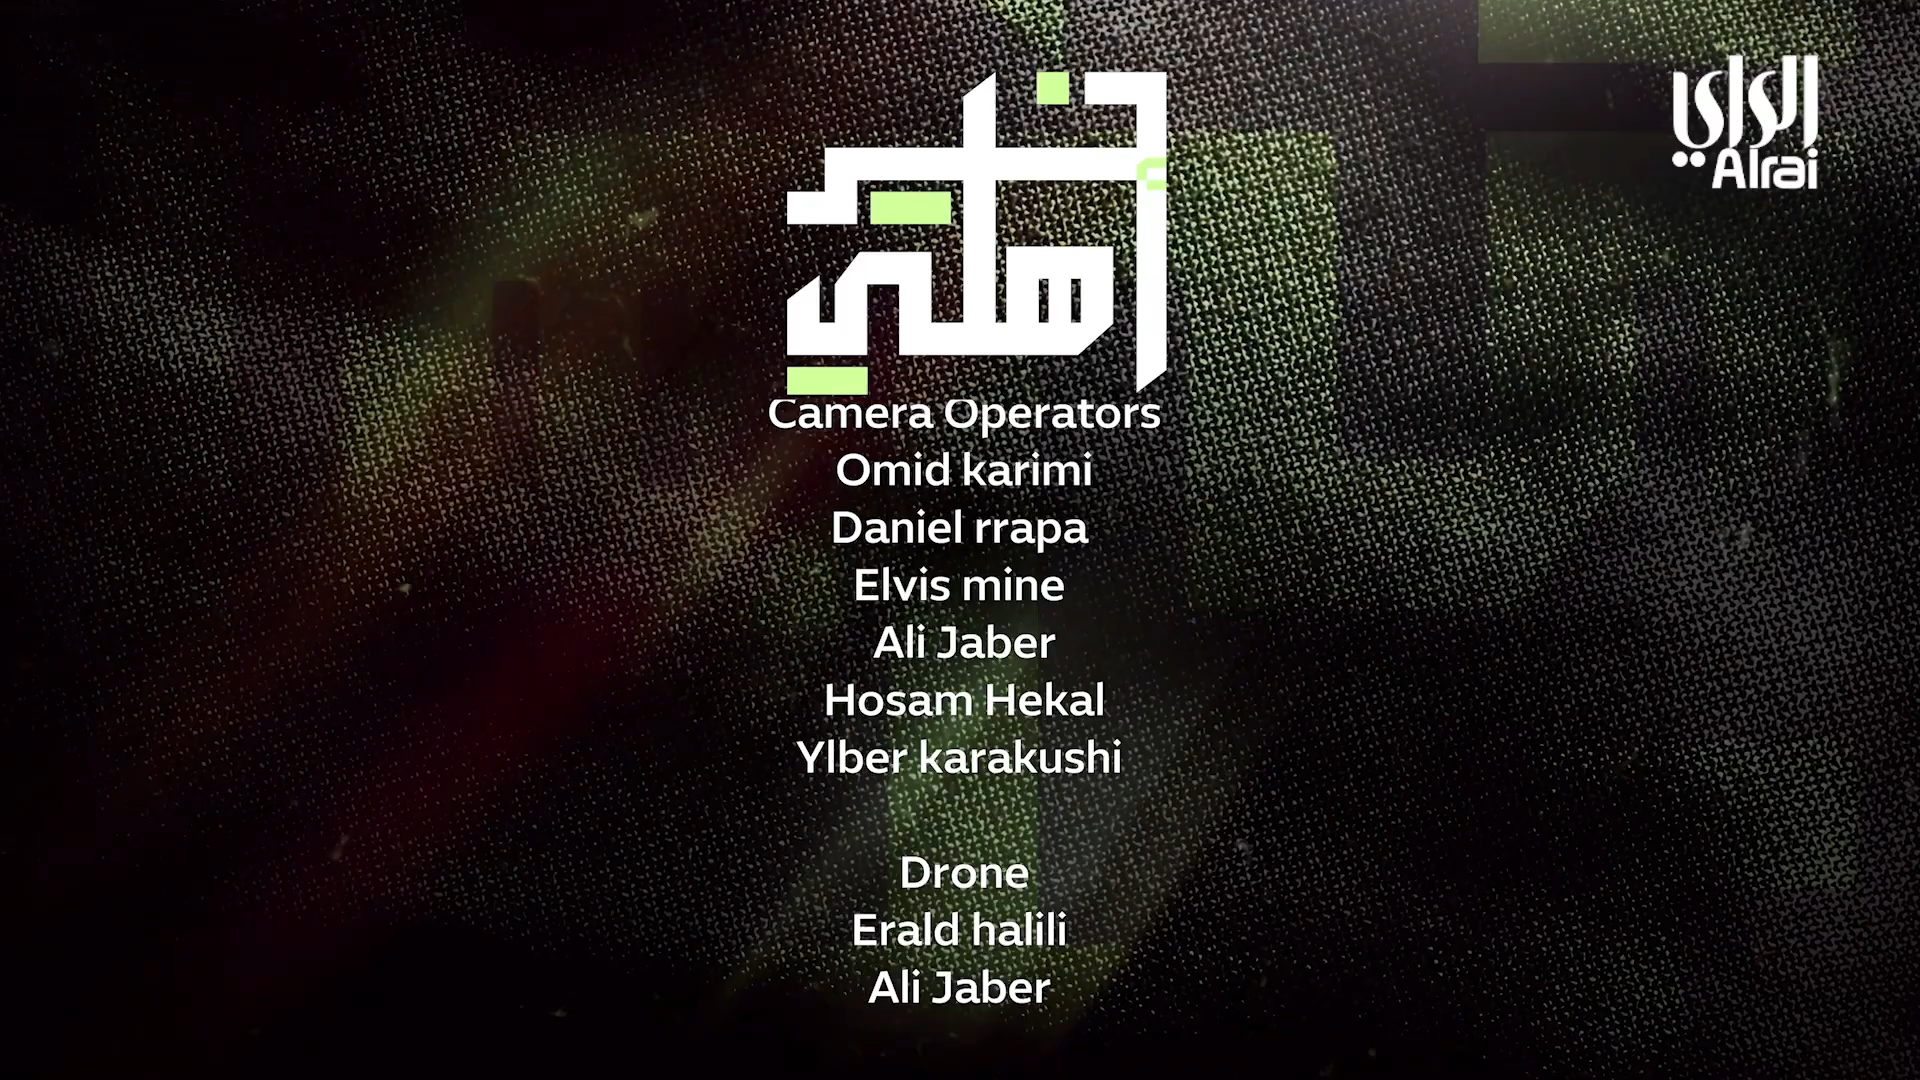 أهلي
الراي
Alrai
Camera Operators
Omid karimi
Daniel rrapa
Elvis mine
Ali Jaber
Hosam Hekal
Ylber karakushi
Drone
Erald halili
Ali Jaber